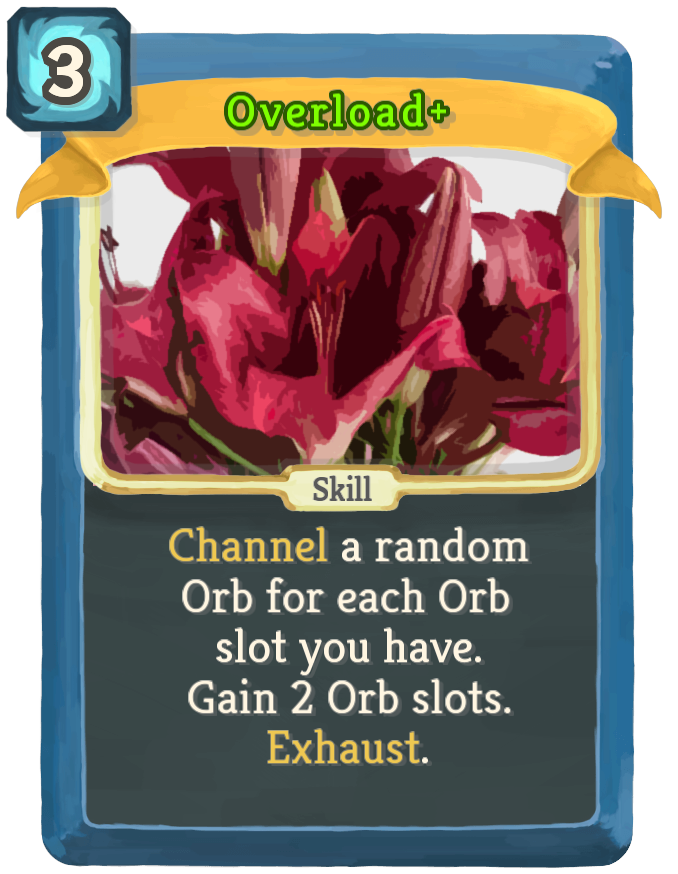 3
Overload+
Skill
Channel a random
Orb for each Orb
slot you have.
Gain 2 Orb slots.
Exhaust.